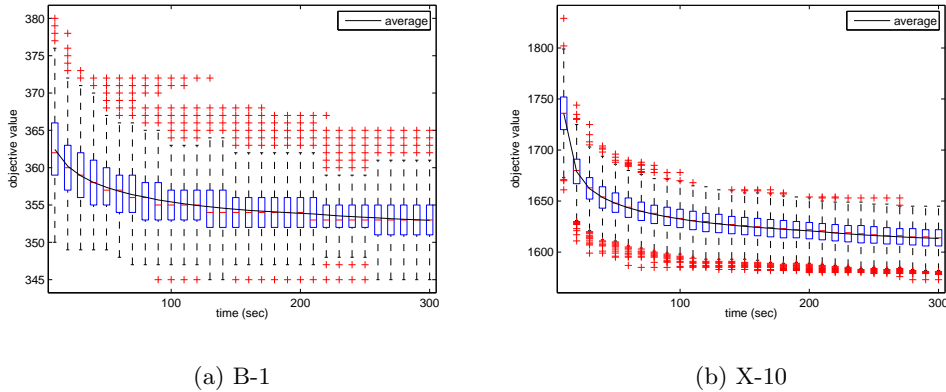 380
375
370
365
360
355
350
345
objective value
100
200
300
time (sec)
average
1800
1750
1700
1650
1600
objective value
100
200
300
time (sec)
average
(a) B-1
(b) X-10